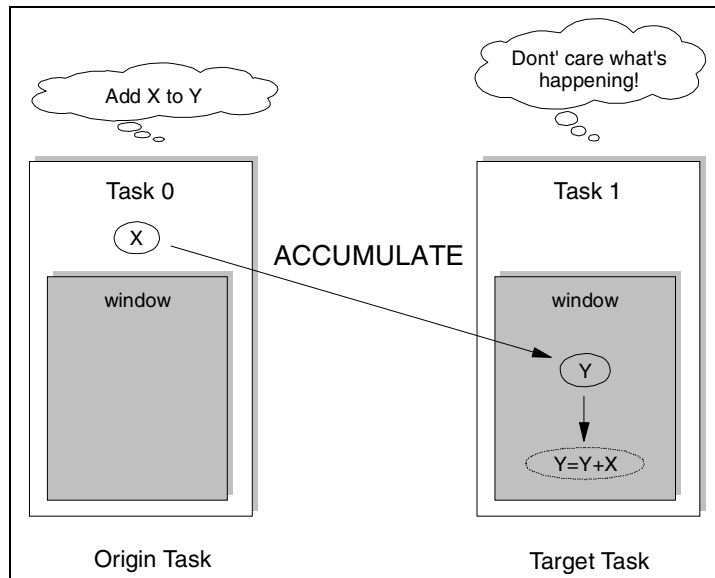 Add X to Y
Dont' care what's
happening!
Task 0
Task 1
X
ACCUMULATE
window
window
Y
Y=Y+X
Origin Task
Target Task